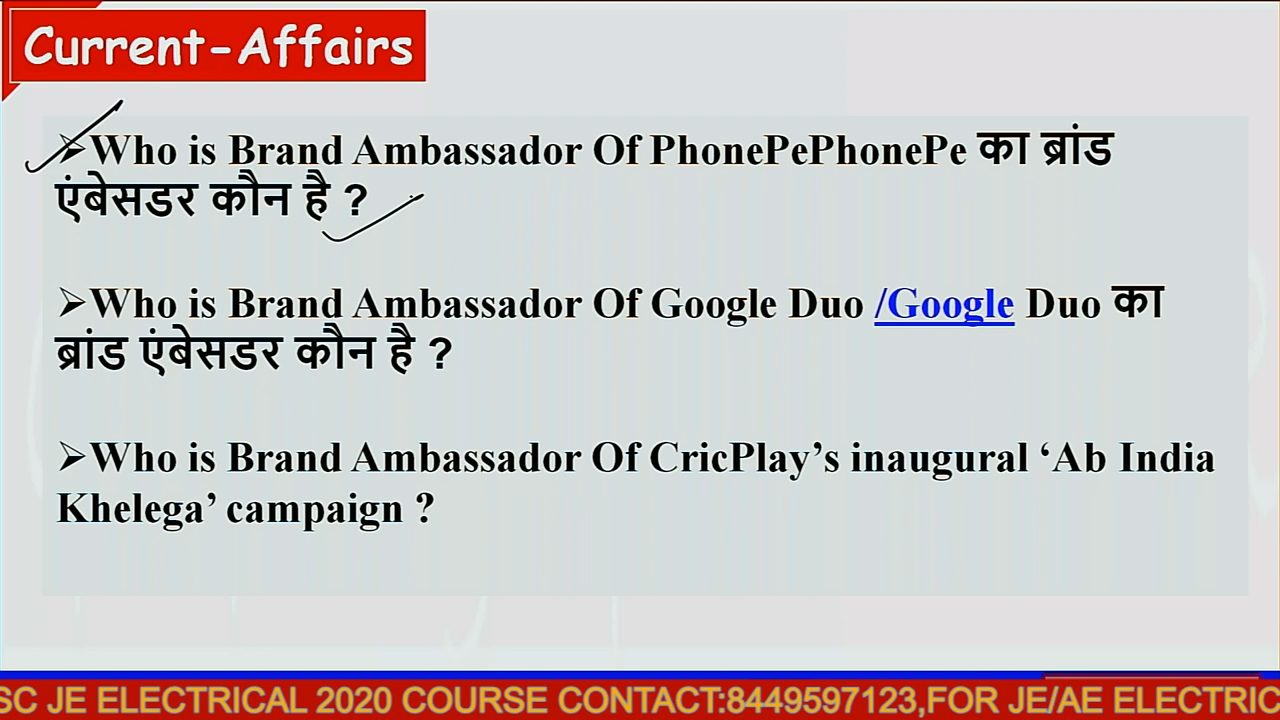 Current-Affairs
➢Who is Brand Ambassador Of PhonePePhonePe का ब्रांड
एंबेसडर कौन है ?
➢Who is Brand Ambassador Of Google Duo /Google Duo का
ब्रांड एंबेसडर कौन है ?
➢Who is Brand Ambassador Of CricPlay’s inaugural ‘Ab India
Khelega’ campaign ?
SC JE ELECTRICAL 2020 COURSE CONTACT:8449597123,FOR JE/AE ELECTRIC